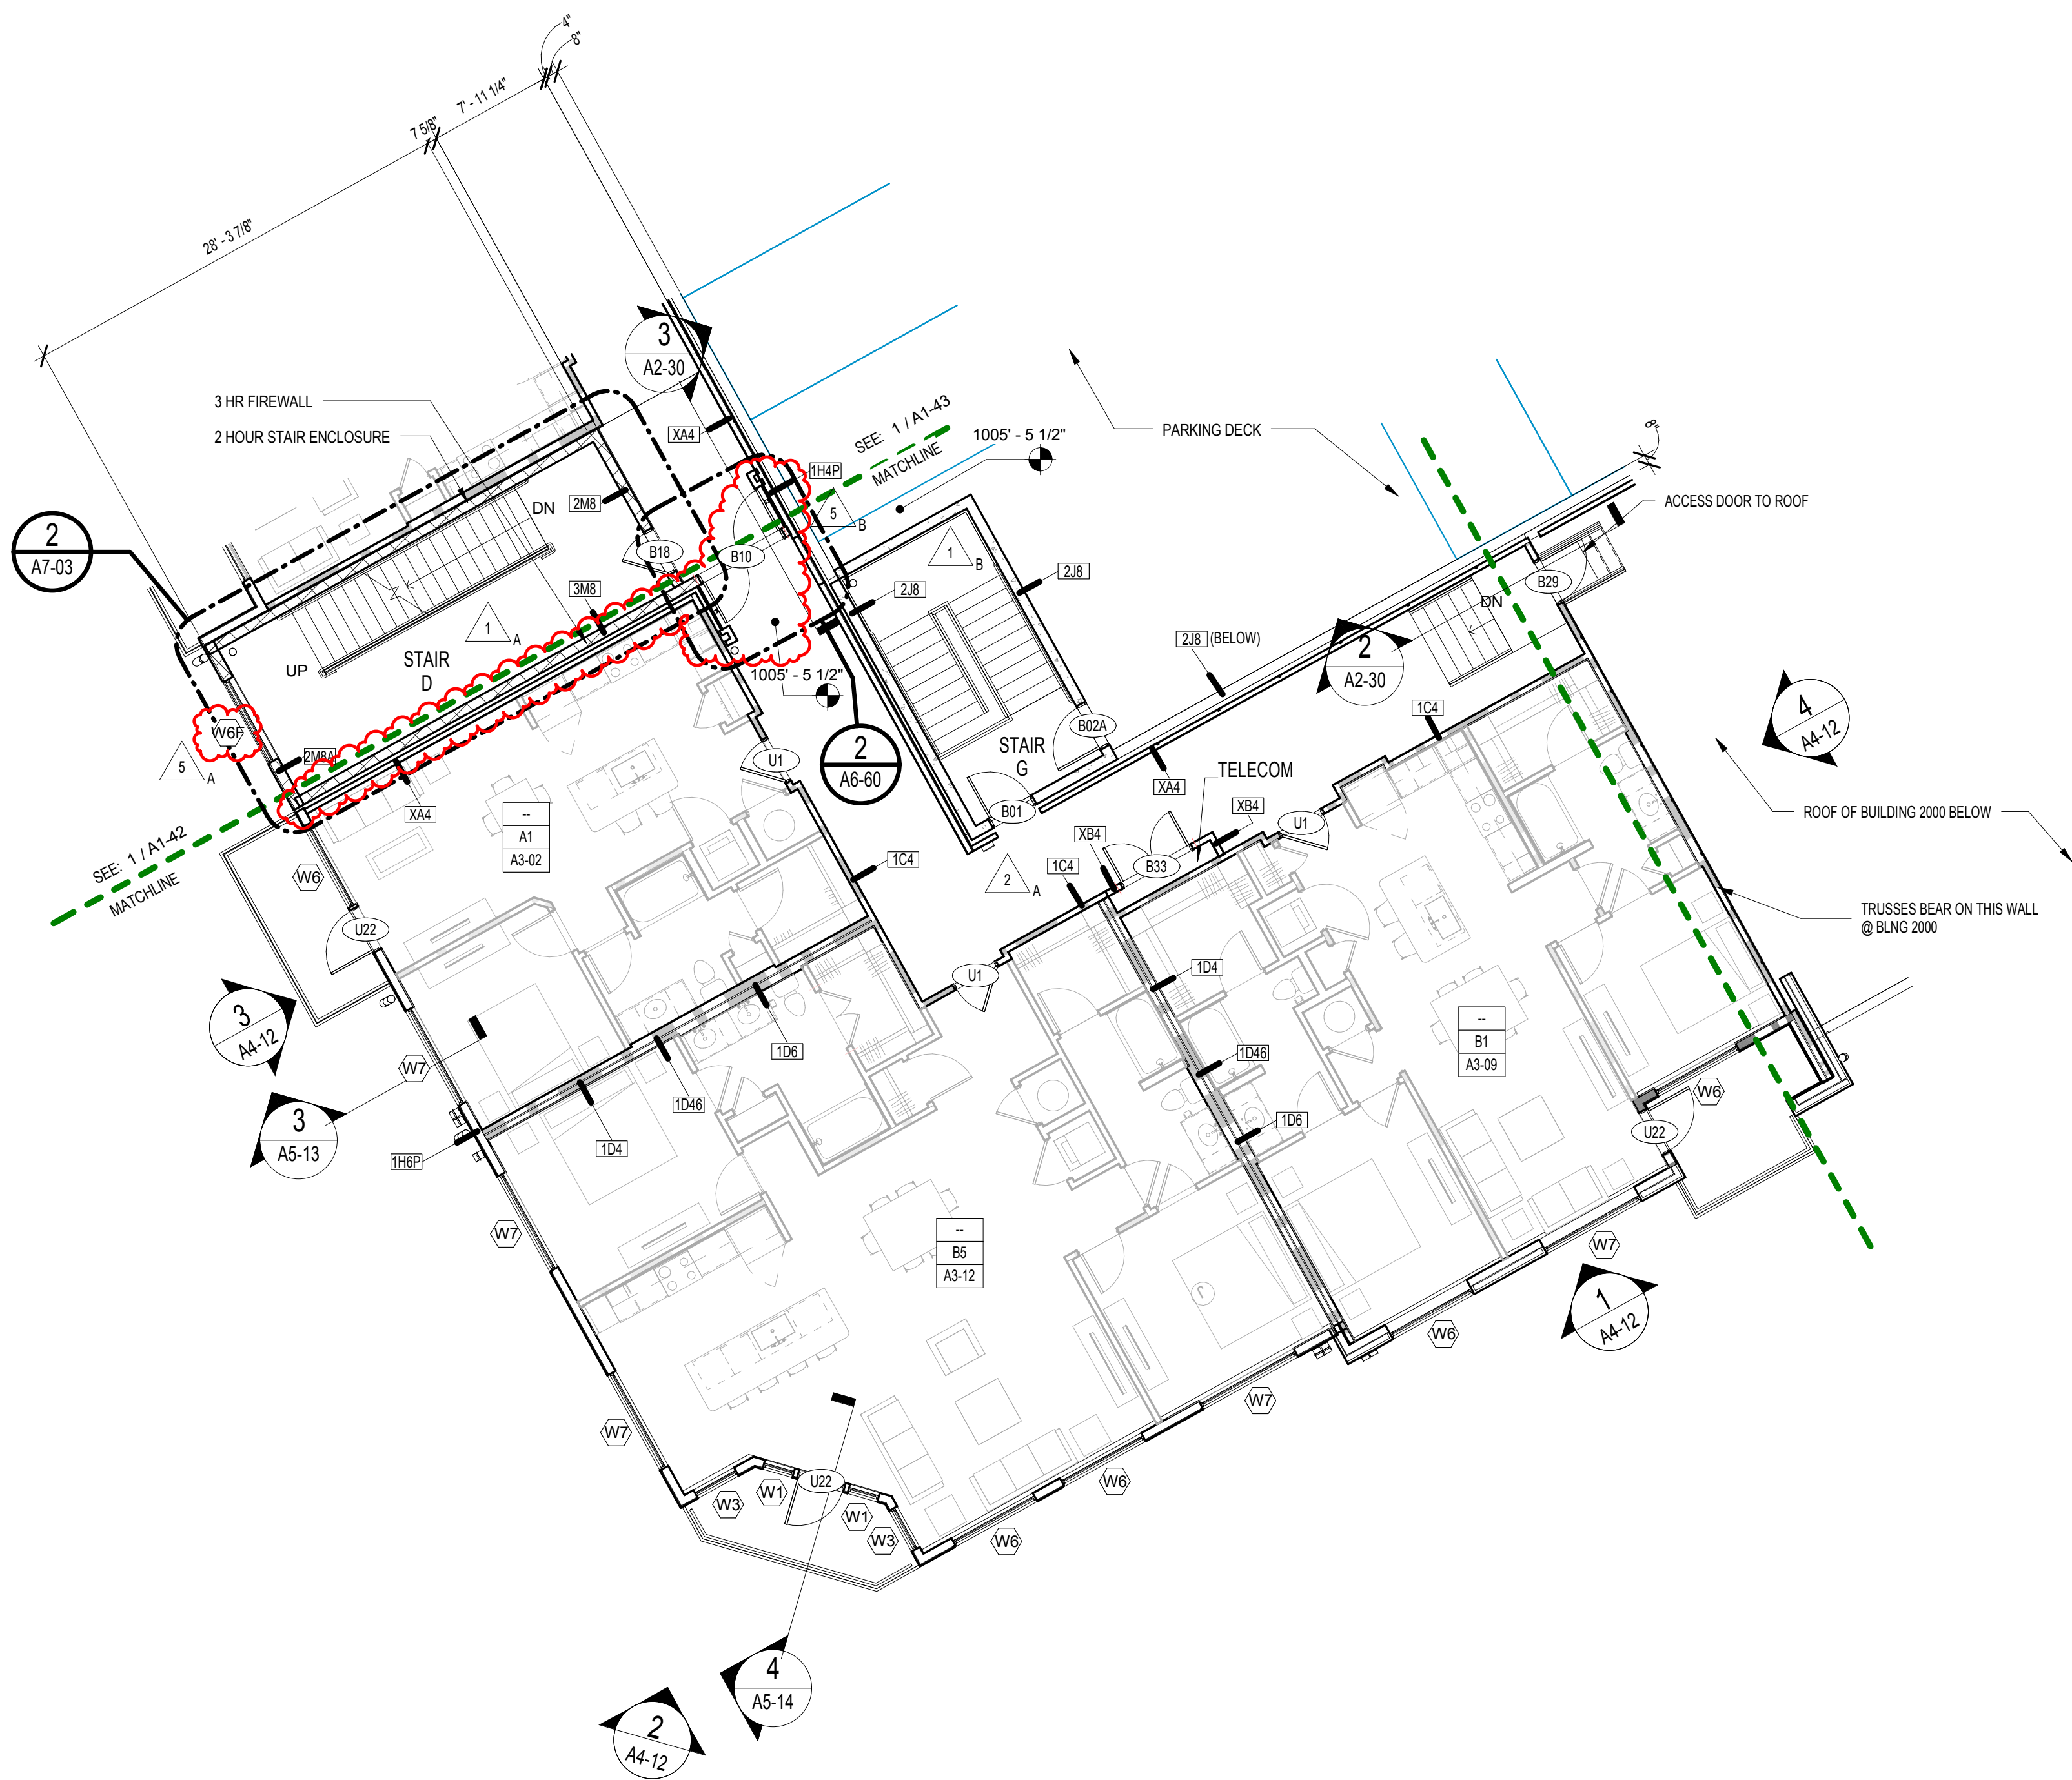 4"
8"
7' - 11 1/4"
7 5/8"
28' - 3 7/8"
3
A2-30
3 HR FIREWALL
2 HOUR STAIR ENCLOSURE
XA4
SEE: 1 / A1-43
MATCHLINE
1005' - 5 1/2"
PARKING DECK
8"
ACCESS DOOR TO ROOF
1H4P
5
B
2M8
DN
2
A7-03
B18
B10
1
B
2J8
2J8
B29
DN
3M8
1
A
2J8
(BELOW)
2
A2-30
UP
STAIR
D
1005' - 5 1/2"
W6F
5
A
2M8A
1C4
4
A4-12
B02A
STAIR
G
U1
2
A6-60
TELECOM
XA4
XA4
XB4
B01
U1
ROOF OF BUILDING 2000 BELOW
--
A1
A3-02
XB4
SEE: 1 / A1-42
MATCHLINE
W6
1C4
1C4
B33
2
A
TRUSSES BEAR ON THIS WALL
@ BLNG 2000
U22
U1
1D4
3
A4-12
--
B1
A3-09
1D6
1D46
W7
1D46
W6
3
A5-13
1D4
1D6
U22
1H6P
W7
--
B5
A3-12
W7
1
A4-12
W6
W7
W7
W6
U22
W3
W1
W1
W3
W6
4
A5-14
2
A4-12